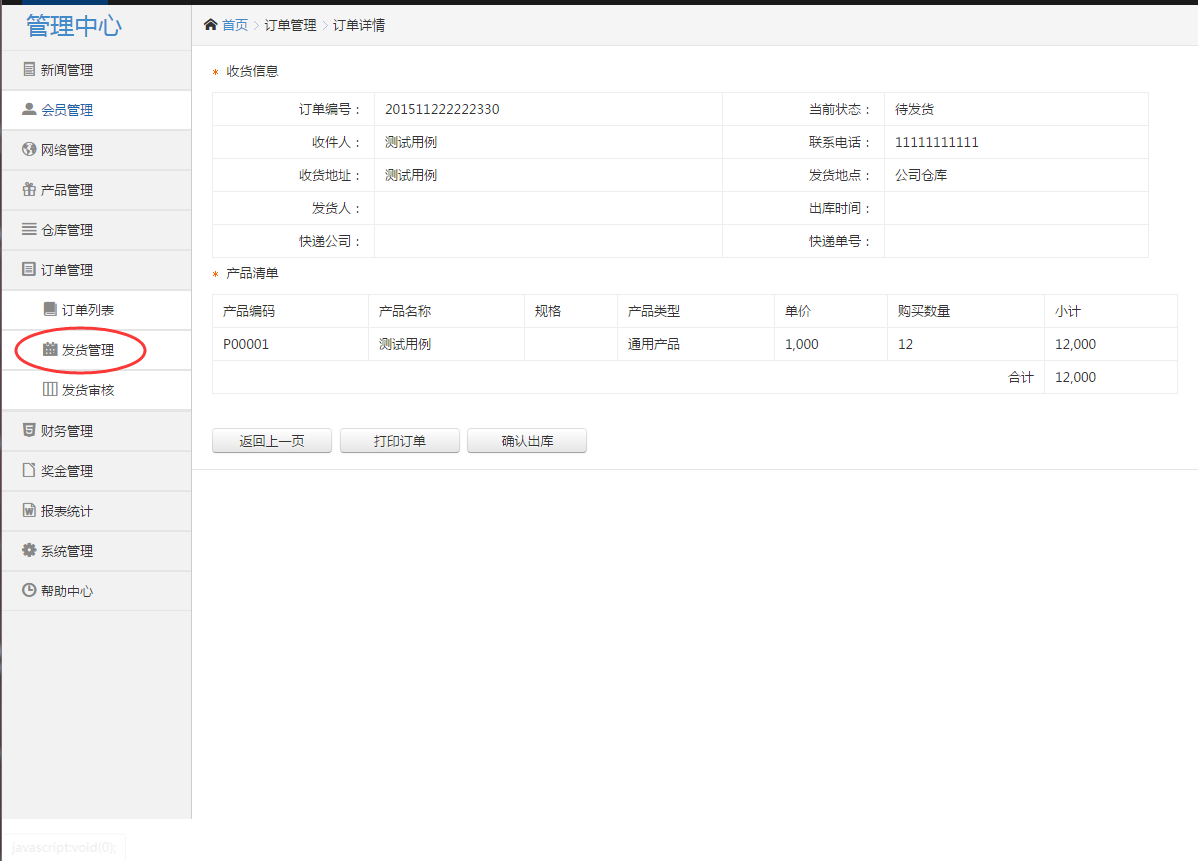 管理中心
首页 > 订单管理 > 订单详情
新闻管理
会员管理
网络管理
产品管理
仓库管理
订单管理
订单列表
发货管理
发货审核
财务管理
奖金管理
报表统计
系统管理
帮助中心
* 收货信息
订单编号： 201511222222330 当前状态： 待发货
收件人： 测试用例 联系电话： 11111111111
收货地址： 测试用例 发货地点： 公司仓库
发货人： 出库时间：
快递公司： 快递单号：
* 产品清单
产品编码 产品名称 规格 产品类型 单价 购买数量 小计
P00001 测试用例 通用产品 1,000 12 12,000
合计 12,000
返回上一页 打印订单 确认出库
javascript:void(0);